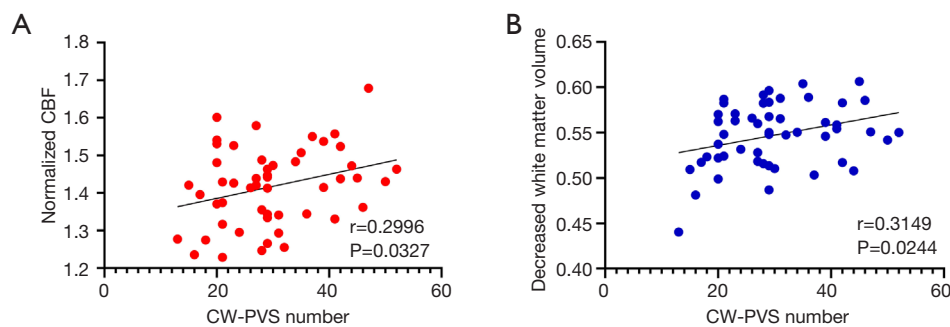 A
Normalized CBF
1.8
1.7
1.6
1.5
1.4
1.3
1.2
r=0.2996
P=0.0327
0 20 40 60
CW-PVS number
B
Decreased white matter volume
0.65
0.60
0.55
0.50
0.45
0.40
r=0.3149
P=0.0244
0 20 40 60
CW-PVS number